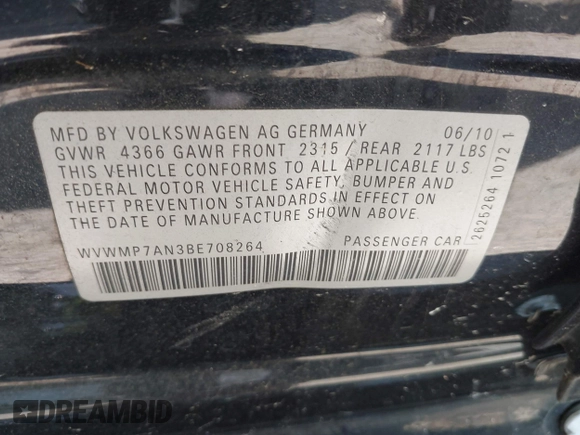 MFD BY VOLKSWAGEN AG GERMANY 06/10
GVWR 4366 GAWR FRONT 2315 / REAR 2117 LBS
THIS VEHICLE CONFORMS TO ALL APPLICABLE U.S.
FEDERAL MOTOR VEHICLE SAFETY, BUMPER AND
THEFT PREVENTION STANDARDS IN EFFECT ON
THE DATE OF MANUFACTURE SHOWN ABOVE.
WVWMP7AN3BE708264 PASSENGER CAR
2625264 10721
DREAMBID